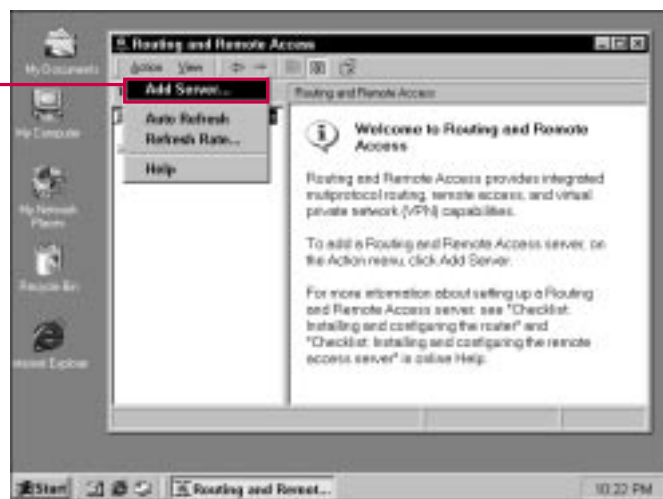 My Documents
My Computer
My Network
Places
Recycle Bin
Internet Explorer
Routing and Remote Access
Action View
Add Server...
Auto Refresh
Refresh Rate...
Help
Routing and Remote Access
Welcome to Routing and Remote
Access
Routing and Remote Access provides integrated
multiprotocol routing, remote access, and virtual
private network (VPN) capabilities.
To add a Routing and Remote Access server, on
the Action menu, click Add Server.
For more information about setting up a Routing
and Remote Access server, see "Checklist:
Installing and configuring the router" and
"Checklist: Installing and configuring the remote
access server" in online Help.
Start
Routing and Remot...
10:22 PM